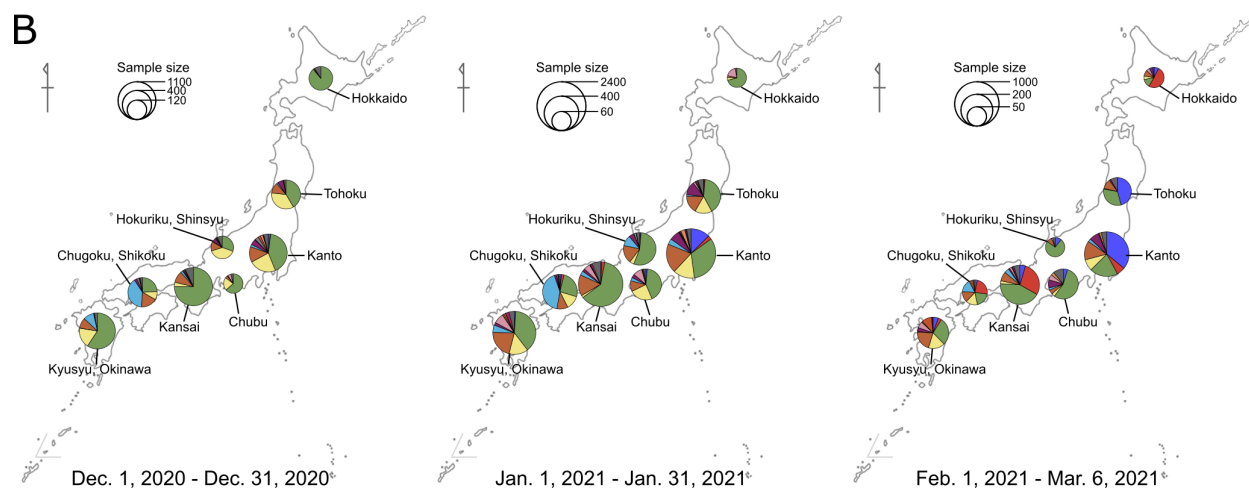 B
Sample size
1100
400
120
Hokkaido
Tohoku
Hokuriku, Shinsyu
Chugoku, Shikoku
Kanto
Kansai
Chubu
Kyusyu, Okinawa
Dec. 1, 2020 - Dec. 31, 2020
Sample size
2400
400
60
Hokkaido
Tohoku
Hokuriku, Shinsyu
Chugoku, Shikoku
Kanto
Kansai
Chubu
Kyusyu, Okinawa
Jan. 1, 2021 - Jan. 31, 2021
Sample size
1000
200
50
Hokkaido
Tohoku
Hokuriku, Shinsyu
Chugoku, Shikoku
Kanto
Kansai
Chubu
Kyusyu, Okinawa
Feb. 1, 2021 - Mar. 6, 2021